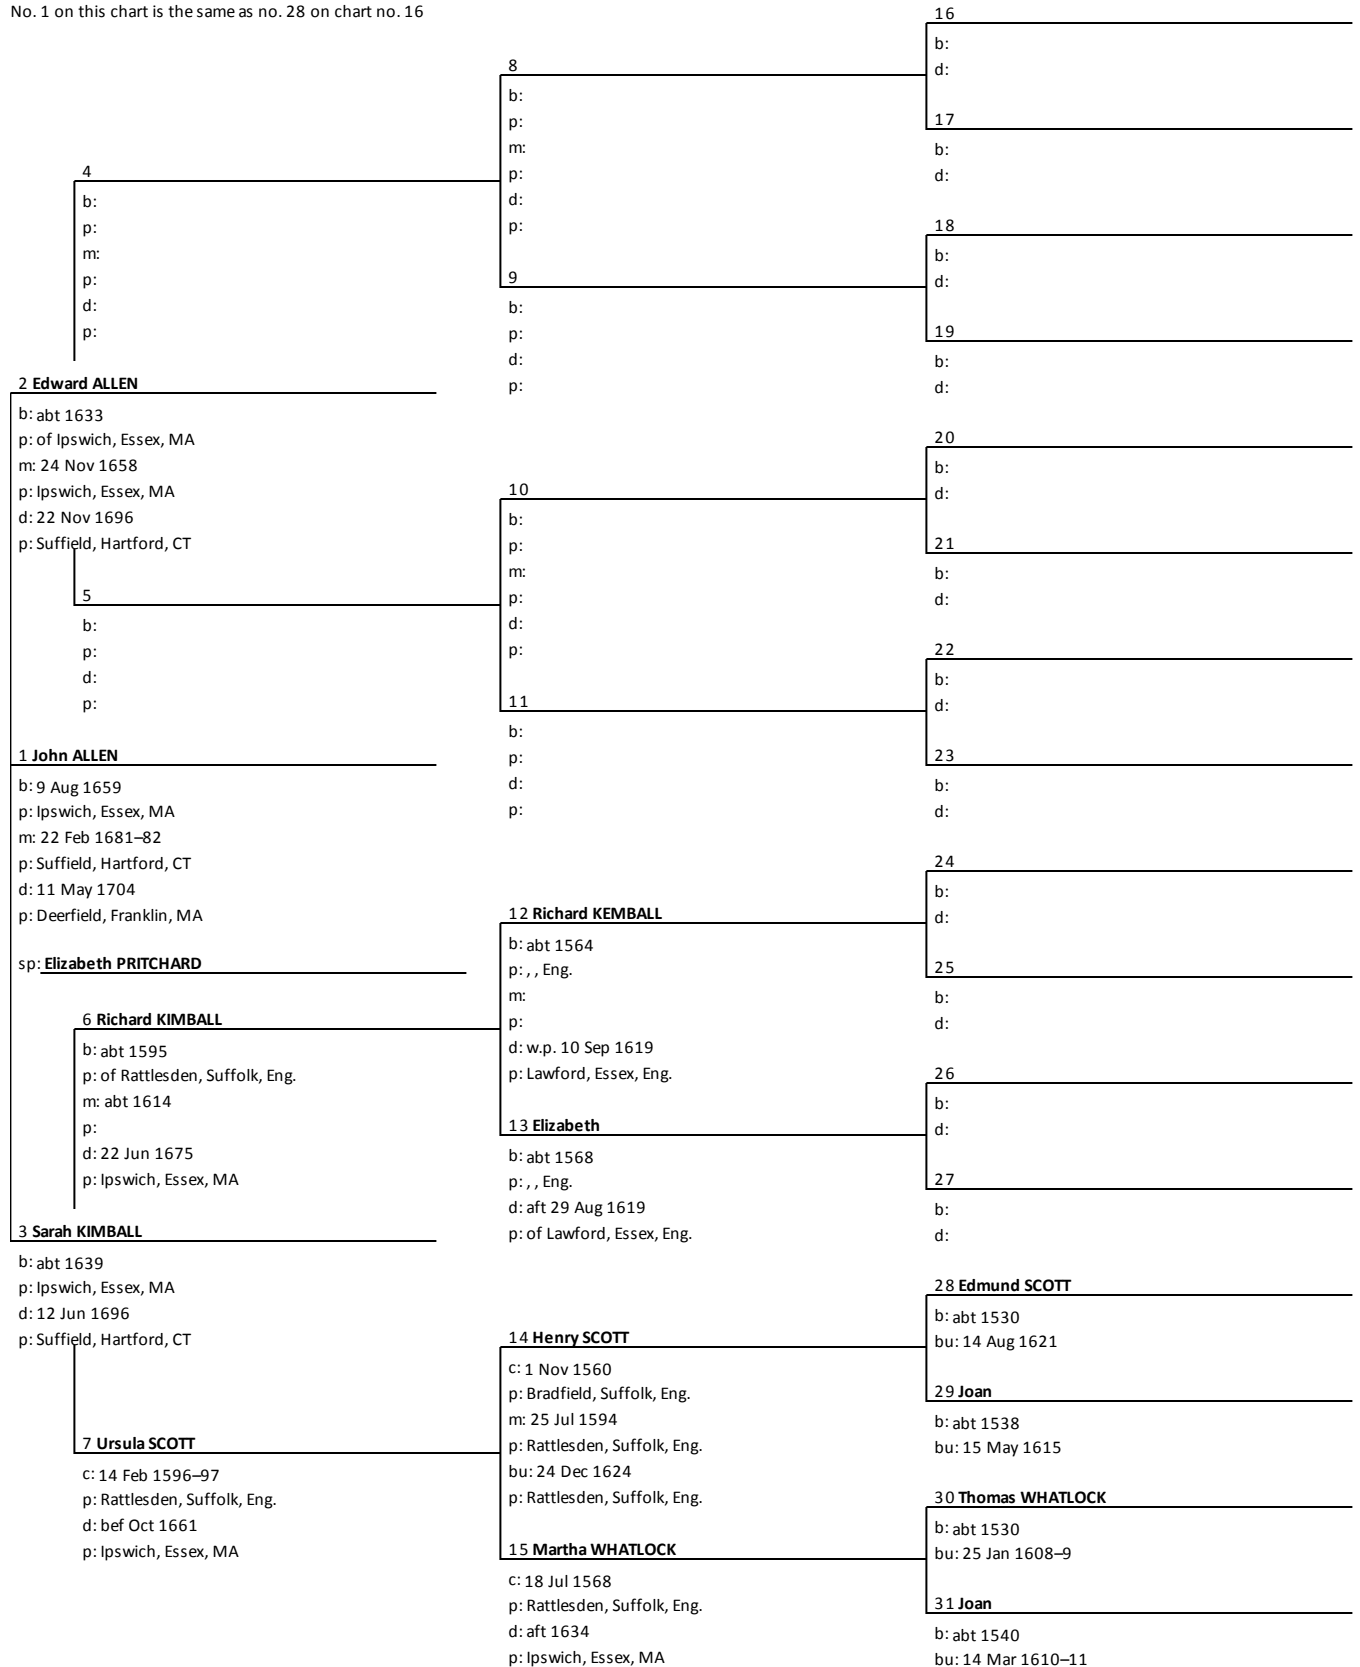 No. 1 on this chart is the same as no. 28 on chart no. 16
4
b:
p:
m:
p:
d:
p:
2 Edward ALLEN
b: abt 1633
p: of Ipswich, Essex, MA
m: 24 Nov 1658
p: Ipswich, Essex, MA
d: 22 Nov 1696
p: Suffield, Hartford, CT
5
b:
p:
d:
p:
1 John ALLEN
b: 9 Aug 1659
p: Ipswich, Essex, MA
m: 22 Feb 1681–82
p: Suffield, Hartford, CT
d: 11 May 1704
p: Deerfield, Franklin, MA
sp: Elizabeth PRITCHARD
6 Richard KIMBALL
b: abt 1595
p: of Rattlesden, Suffolk, Eng.
m: abt 1614
p:
d: 22 Jun 1675
p: Ipswich, Essex, MA
3 Sarah KIMBALL
b: abt 1639
p: Ipswich, Essex, MA
d: 12 Jun 1696
p: Suffield, Hartford, CT
7 Ursula SCOTT
c: 14 Feb 1596–97
p: Rattlesden, Suffolk, Eng.
d: bef Oct 1661
p: Ipswich, Essex, MA
8
b:
p:
m:
p:
d:
p:
9
b:
p:
d:
p:
10
b:
p:
m:
p:
d:
p:
11
b:
p:
d:
p:
12 Richard KEMBALL
b: abt 1564
p: , , Eng.
m:
p:
d: w.p. 10 Sep 1619
p: Lawford, Essex, Eng.
13 Elizabeth
b: abt 1568
p: , , Eng.
d: aft 29 Aug 1619
p: of Lawford, Essex, Eng.
14 Henry SCOTT
c: 1 Nov 1560
p: Bradfield, Suffolk, Eng.
m: 25 Jul 1594
p: Rattlesden, Suffolk, Eng.
bu: 24 Dec 1624
p: Rattlesden, Suffolk, Eng.
15 Martha WHATLOCK
c: 18 Jul 1568
p: Rattlesden, Suffolk, Eng.
d: aft 1634
p: Ipswich, Essex, MA
16
b:
d:
17
b:
d:
18
b:
d:
19
b:
d:
20
b:
d:
21
b:
d:
22
b:
d:
23
b:
d:
24
b:
d:
25
b:
d:
26
b:
d:
27
b:
d:
28 Edmund SCOTT
b: abt 1530
bu: 14 Aug 1621
29 Joan
b: abt 1538
bu: 15 May 1615
30 Thomas WHATLOCK
b: abt 1530
bu: 25 Jan 1608–9
31 Joan
b: abt 1540
bu: 14 Mar 1610–11